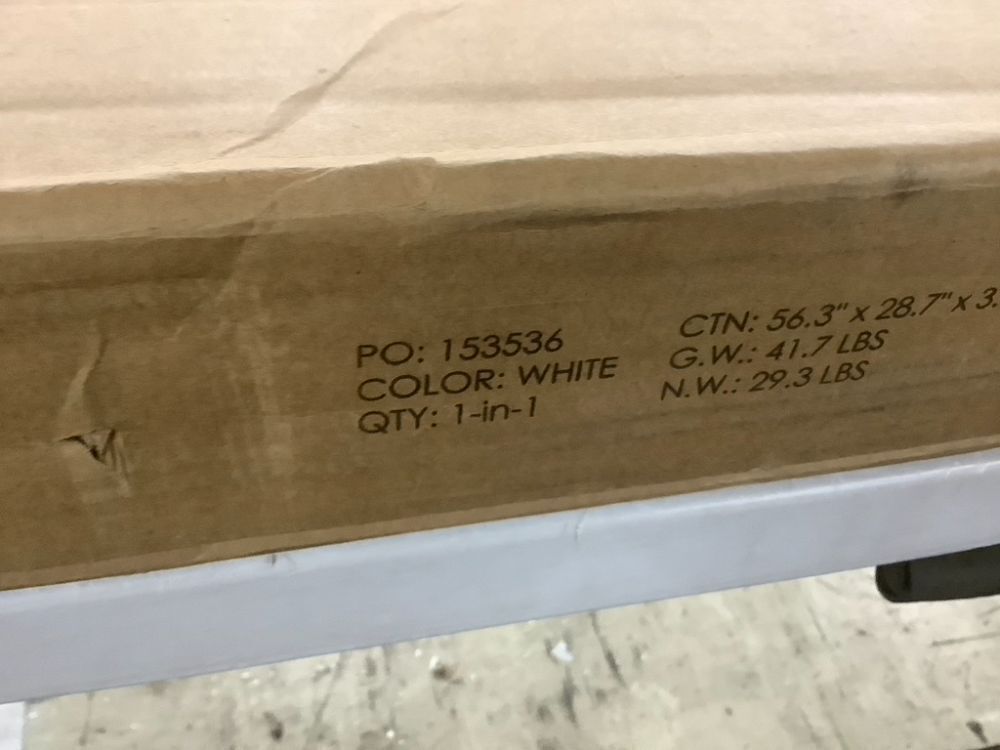 PO: 153536
COLOR: WHITE
QTY: 1-in-1
CTN: 56.3" x 28.7" x 3.
G.W.: 41.7 LBS
N.W.: 29.3 LBS